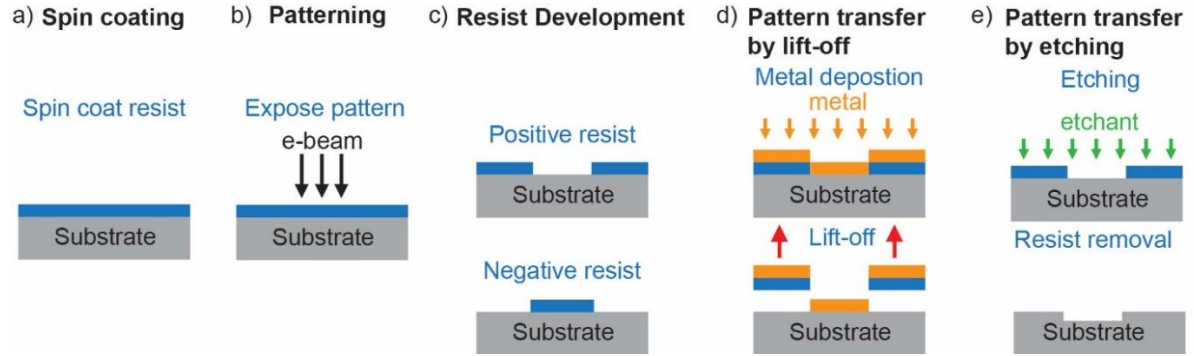 a) Spin coating
Spin coat resist
Substrate
b) Patterning
Expose pattern
e-beam
Substrate
c) Resist Development
Positive resist
Substrate
Negative resist
Substrate
d) Pattern transfer
by lift-off
Metal depostion
metal
Substrate
Lift-off
Substrate
e) Pattern transfer
by etching
Etching
etchant
Substrate
Resist removal
Substrate